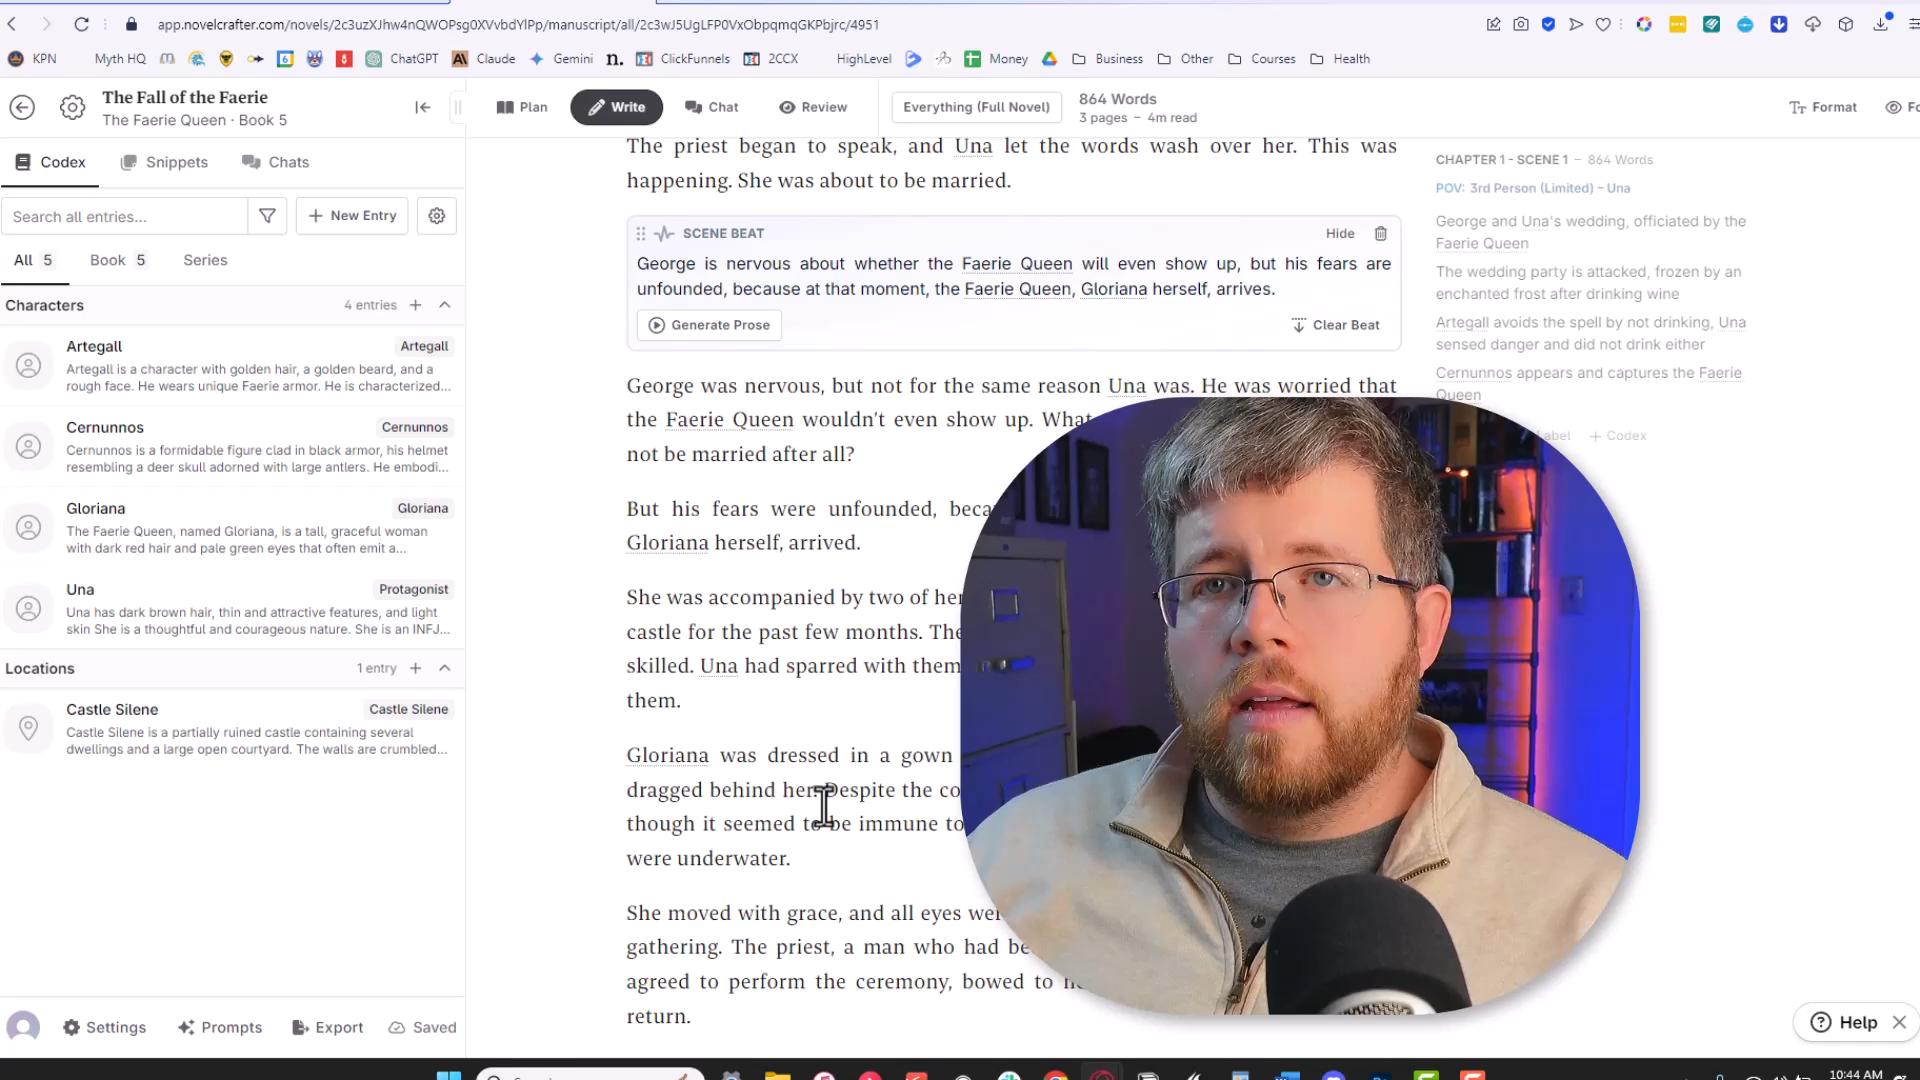 app.novelcrafter.com/novels/2c3uzXJhw4nQWOPsg0XVvbdYlPp/manuscript/all/2c3wJ5UgLFP0VxObpqmqGKPbjrc/4951
KPN Myth HQ 6 ChatGPT Claude Gemini n. ClickFunnels 2CCX HighLevel Money Business Other Courses Health
The Fall of the Faerie
The Faerie Queen · Book 5
Plan Write Chat Review Everything (Full Novel)
864 Words
3 pages – 4m read
Format
Codex Snippets Chats
Search all entries...
New Entry
All 5 Book 5 Series
Characters 4 entries
Artegall Artegall
Artegall is a character with golden hair, a golden beard, and a
rough face. He wears unique Faerie armor. He is characterized...
Cernunnos Cernunnos
Cernunnos is a formidable figure clad in black armor, his helmet
resembling a deer skull adorned with large antlers. He embodi...
Gloriana Gloriana
The Faerie Queen, named Gloriana, is a tall, graceful woman
with dark red hair and pale green eyes that often emit a...
Una Protagonist
Una has dark brown hair, thin and attractive features, and light
skin She is a thoughtful and courageous nature. She is an INFJ...
Locations 1 entry
Castle Silene Castle Silene
Castle Silene is a partially ruined castle containing several
dwellings and a large open courtyard. The walls are crumbled...
Settings Prompts Export Saved
The priest began to speak, and Una let the words wash over her. This was
happening. She was about to be married.
SCENE BEAT Hide
George is nervous about whether the Faerie Queen will even show up, but his fears are
unfounded, because at that moment, the Faerie Queen, Gloriana herself, arrives.
Generate Prose Clear Beat
George was nervous, but not for the same reason Una was. He was worried that
the Faerie Queen wouldn't even show up. What
not be married after all?
But his fears were unfounded,
Gloriana herself, arrived.
She was accompanied by two of her
castle for the past few months.
skilled. Una had sparred with them
them.
Gloriana was dressed in a gown
dragged behind her Despite the
though it seemed to be immune to
were underwater.
She moved with grace, and all eyes
gathering. The priest, a man who had
agreed to perform the ceremony, bowed to
return.
CHAPTER 1 - SCENE 1 – 864 Words
POV: 3rd Person (Limited) – Una
George and Una's wedding, officiated by the
Faerie Queen
The wedding party is attacked, frozen by an
enchanted frost after drinking wine
Artegall avoids the spell by not drinking, Una
sensed danger and did not drink either
Cernunnos appears and captures the Faerie
Queen
Label + Codex
Help
10:44 AM